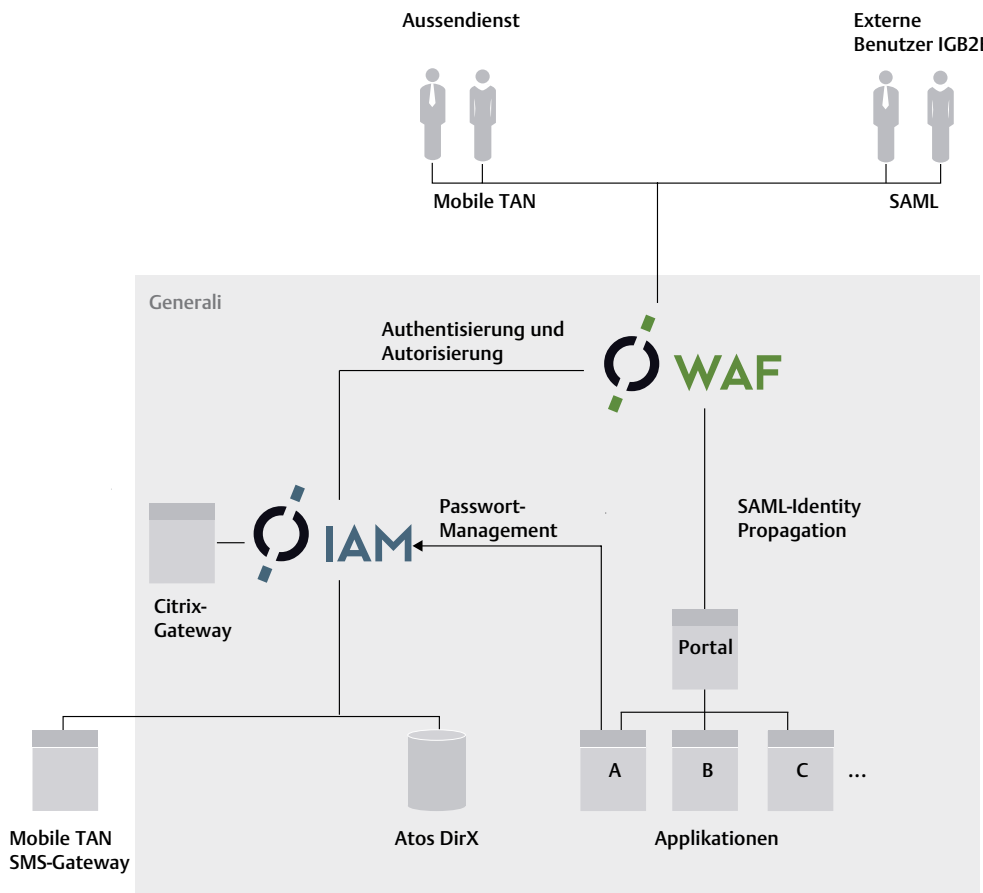 Aussendienst
Externe
Benutzer IGB2
Mobile TAN
SAML
Generali
Authentisierung und
Autorisierung
WAF
Passwort-
Management
SAML-Identity
Propagation
IAM
Citrix-
Gateway
Portal
A
B
C
...
Mobile TAN
SMS-Gateway
Atos DirX
Applikationen